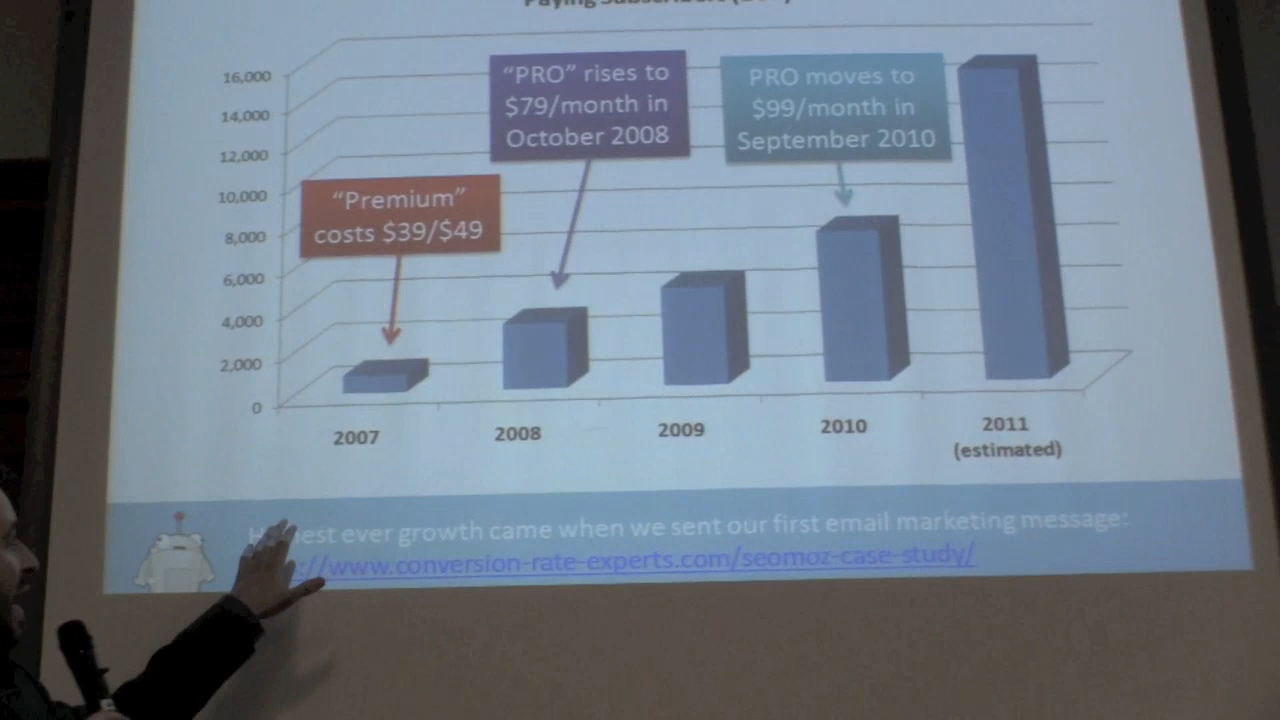 Paying Subscribers
16,000
14,000
12,000
10,000
8,000
6,000
4,000
2,000
0
"Premium"
costs $39/$49
"PRO" rises to
$79/month in
October 2008
PRO moves to
$99/month in
September 2010
2007
2008
2009
2010
2011
(estimated)
ever growth came when we sent our first email marketing message:
://www.conversion-rate-experts.com/seomoz-case-study/